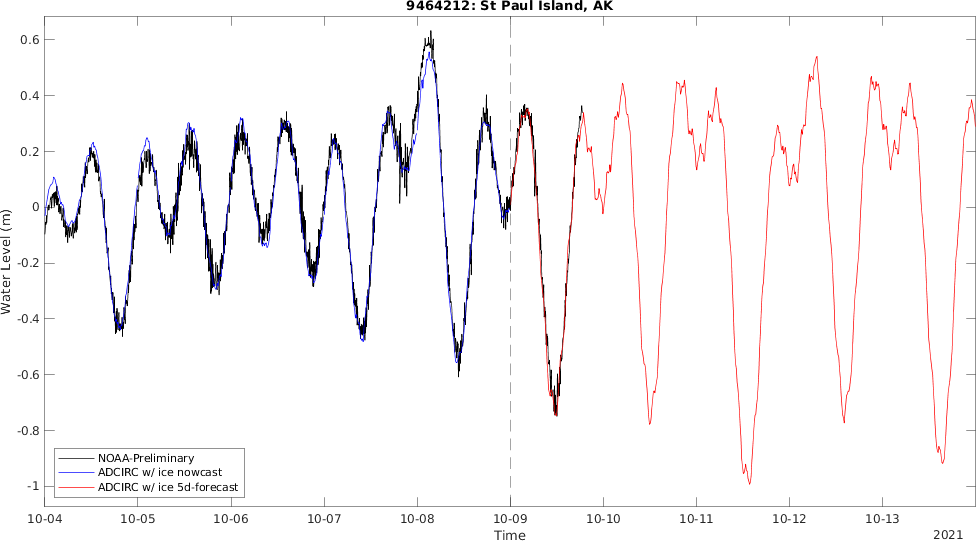 9464212: St Paul Island, AK
Water Level (m)
0.6
0.4
0.2
0
-0.2
-0.4
-0.6
-0.8
-1
NOAA-Preliminary
ADCIRC w/ ice nowcast
ADCIRC w/ ice 5d-forecast
10-04 10-05 10-06 10-07 10-08 10-09 10-10 10-11 10-12 10-13
Time
2021